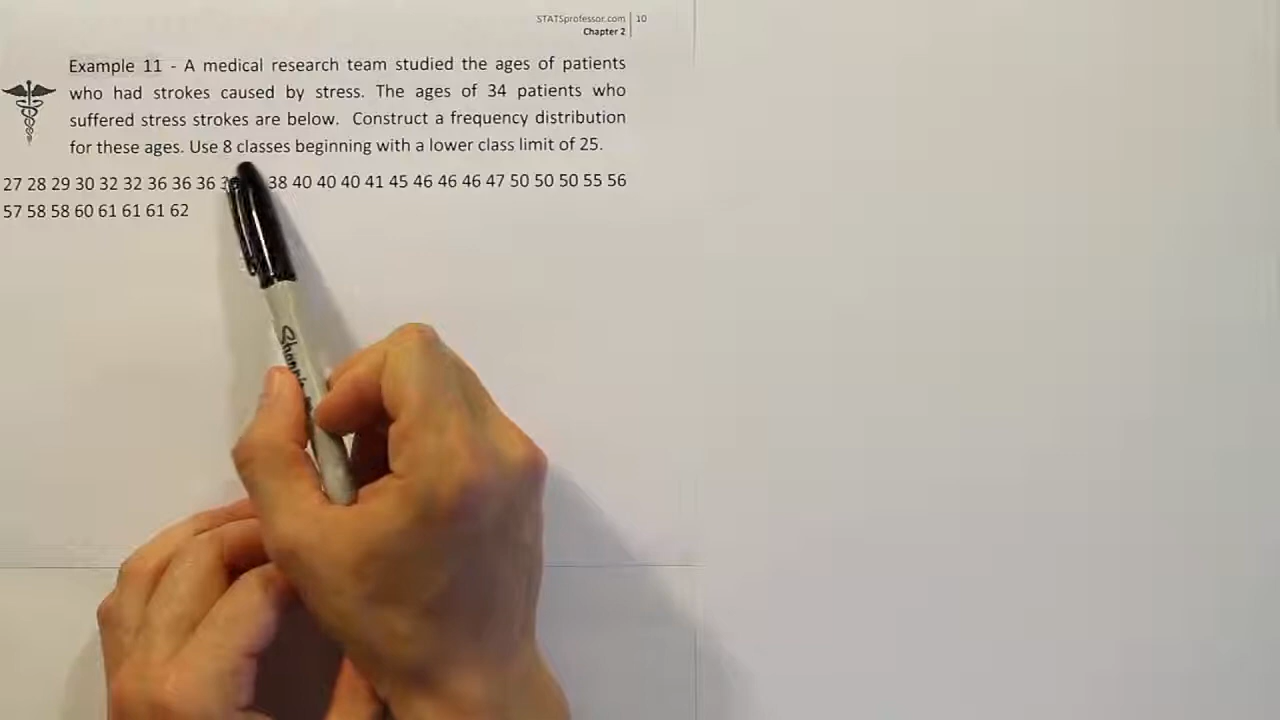 STATSprofessor.com | 10
Chapter 2
Example 11 - A medical research team studied the ages of patients
who had strokes caused by stress. The ages of 34 patients who
suffered stress strokes are below. Construct a frequency distribution
for these ages. Use 8 classes beginning with a lower class limit of 25.
27 28 29 30 32 32 36 36 36 38 40 40 40 41 45 46 46 46 47 50 50 50 55 56
57 58 58 60 61 61 61 62
Sharpie